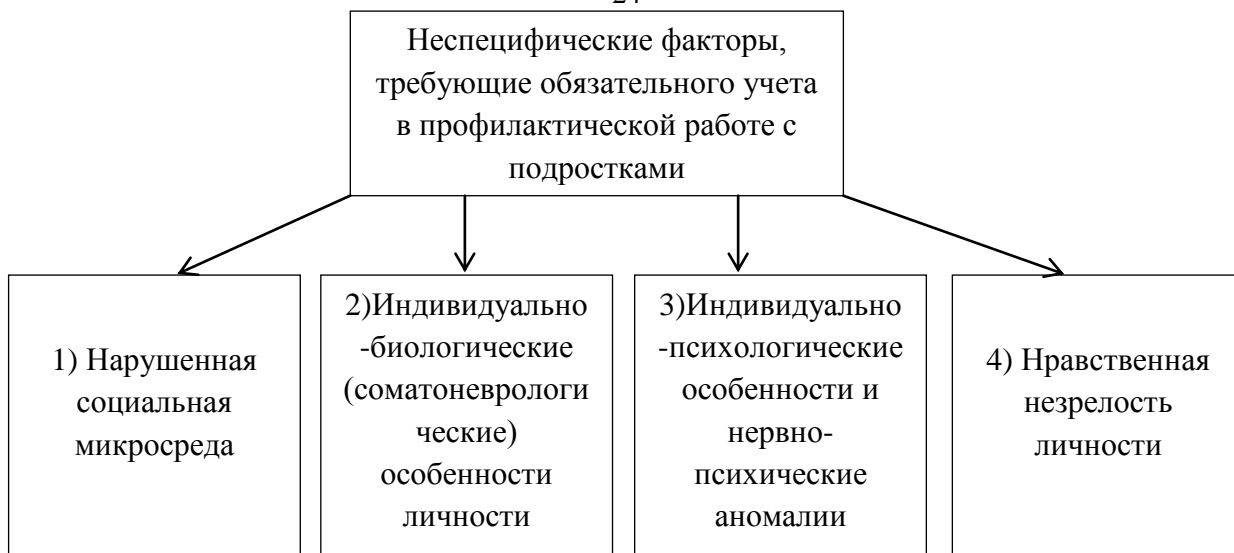 Неспецифические факторы,
требующие обязательного учета
в профилактической работе с
подростками
1) Нарушенная
социальная
микросреда
2)Индивидуально
-биологические
(соматоневрологи
ческие)
особенности
личности
3)Индивидуально
-психологические
особенности и
нервно-
психические
аномалии
4) Нравственная
незрелость
личности